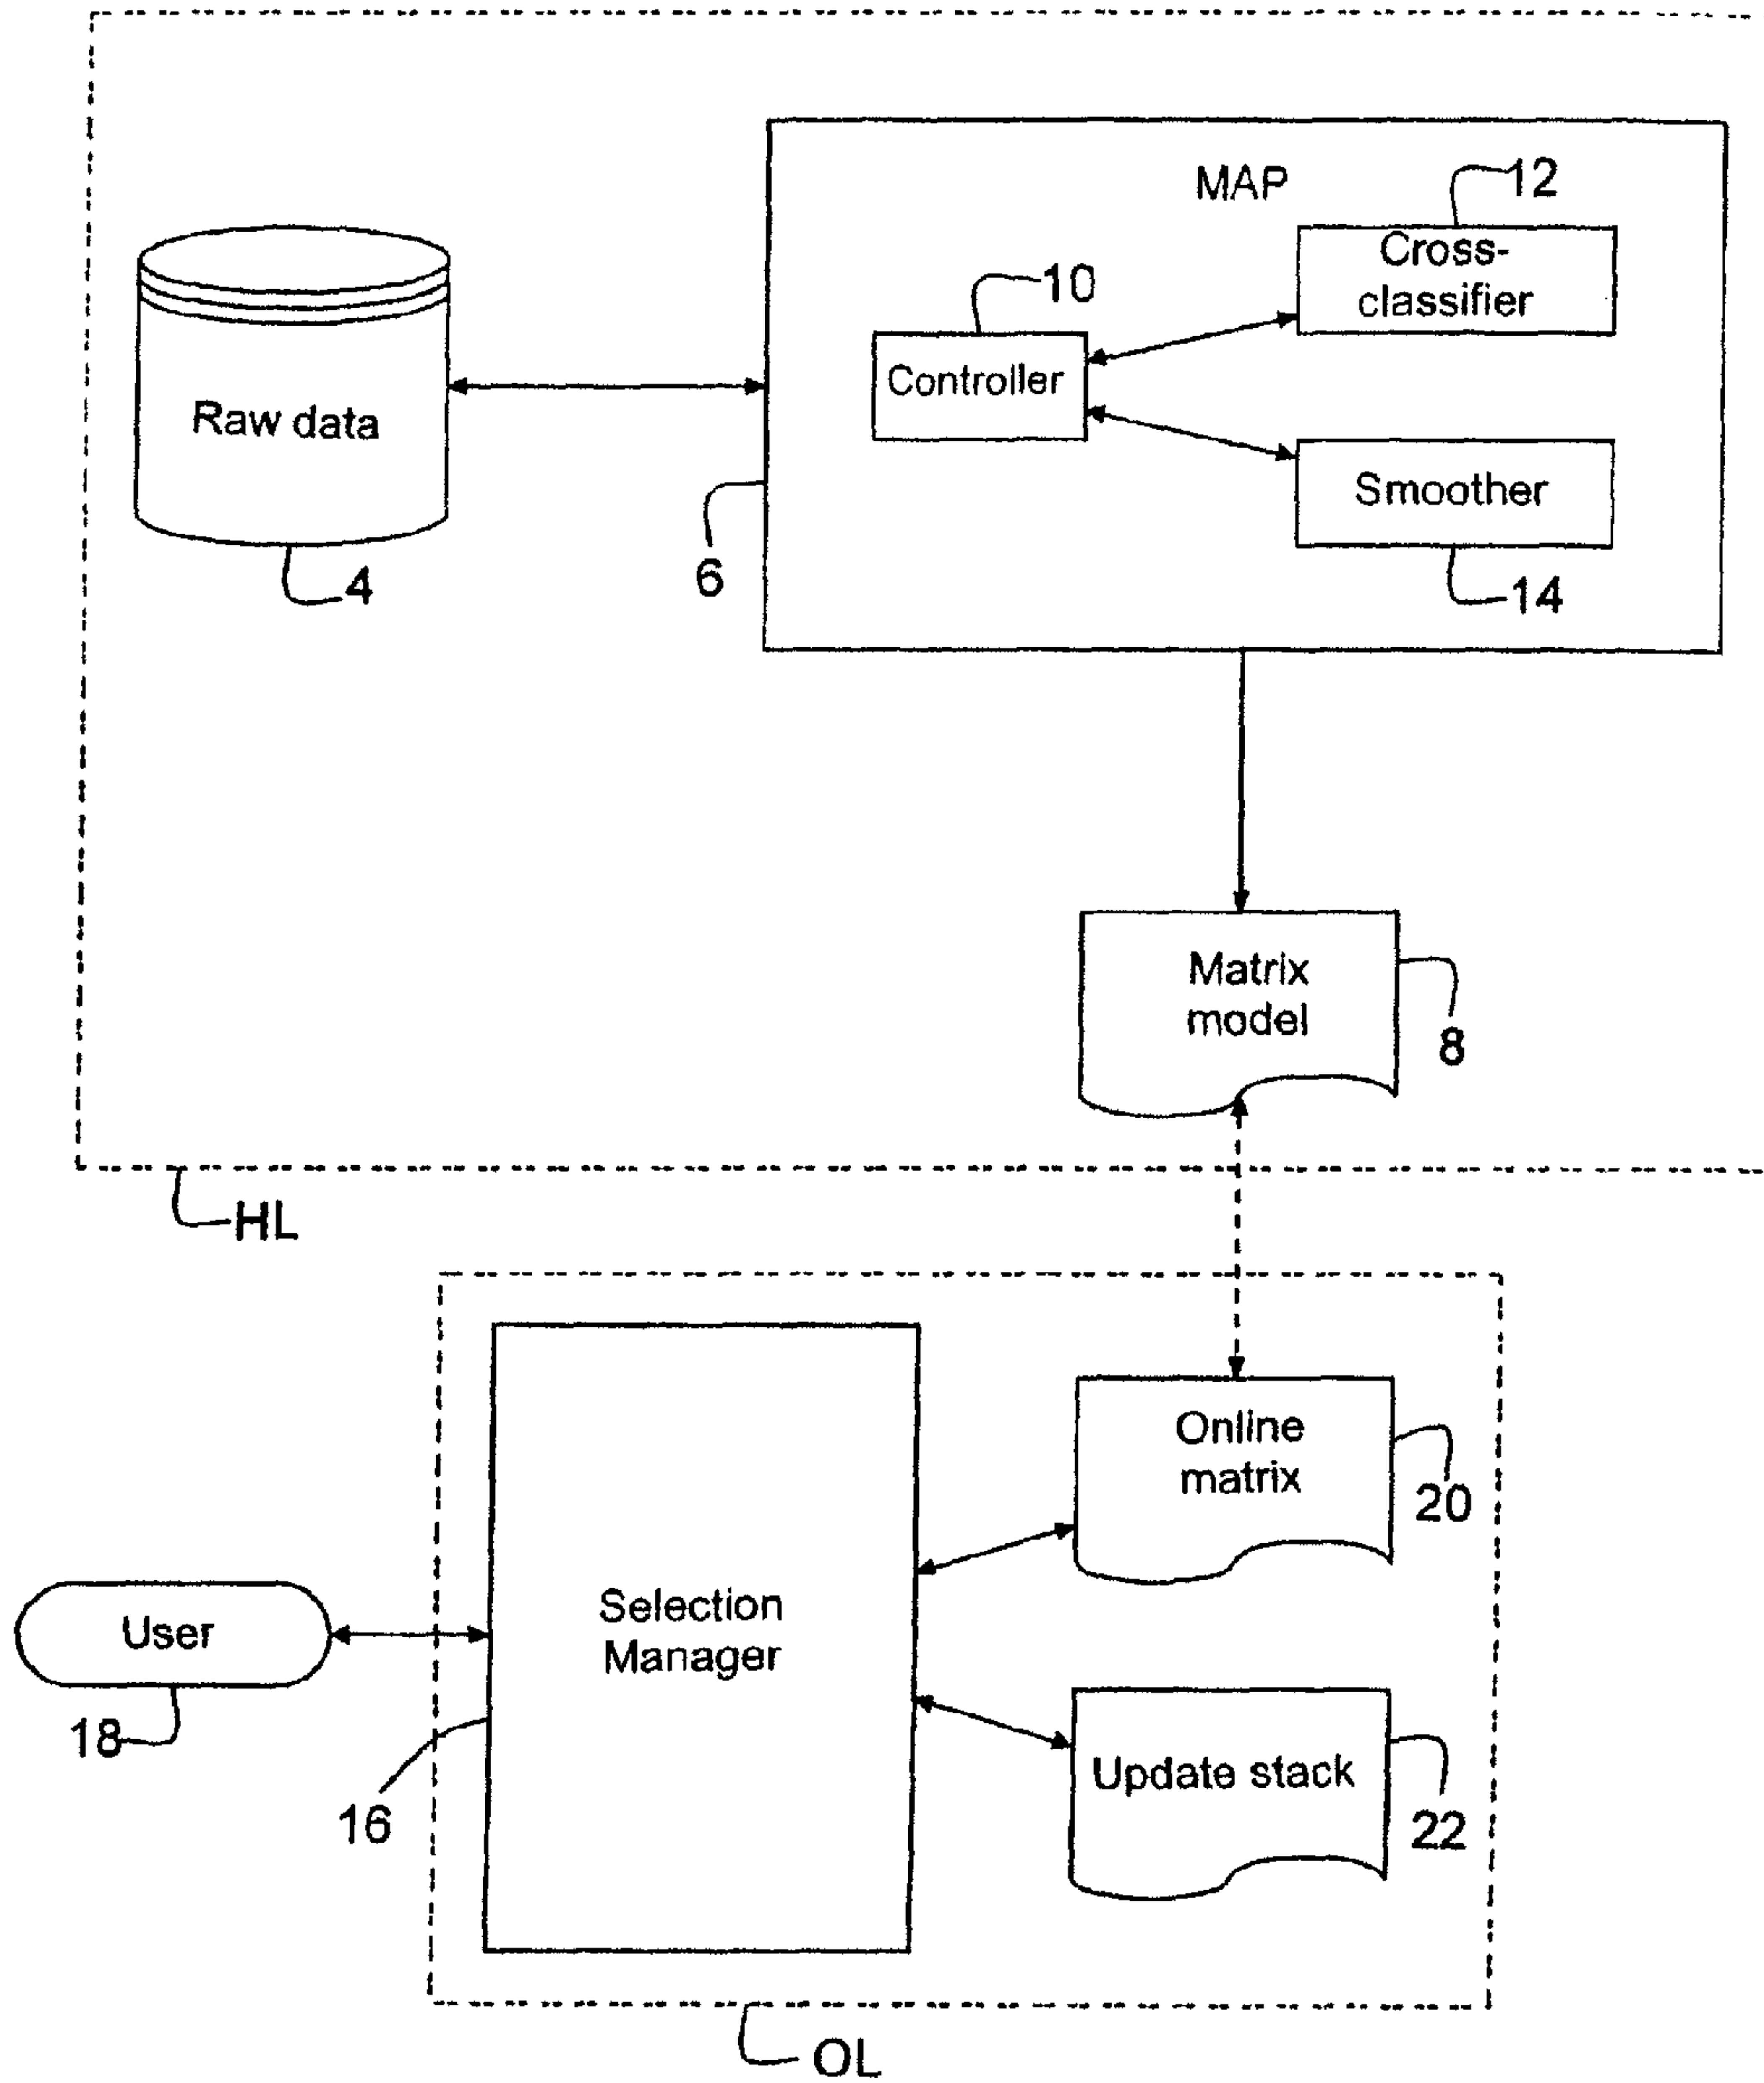 MAP
12
Cross-
classifier
10
Controller
Raw data
Smoother
6
4
14
Matrix
model
8
HL
Online
matrix
20
Selection
Manager
User
18
16
Update stack
22
OL